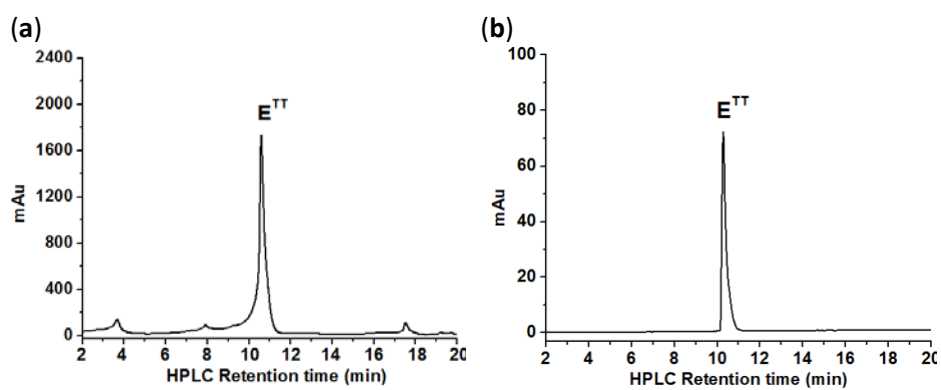 (a)
2400
2000
1600
1200
800
400
0
mAu
E^TT
2 4 6 8 10 12 14 16 18 20
HPLC Retention time (min)
(b)
100
80
60
40
20
0
mAu
E^TT
2 4 6 8 10 12 14 16 18 20
HPLC Retention time (min)